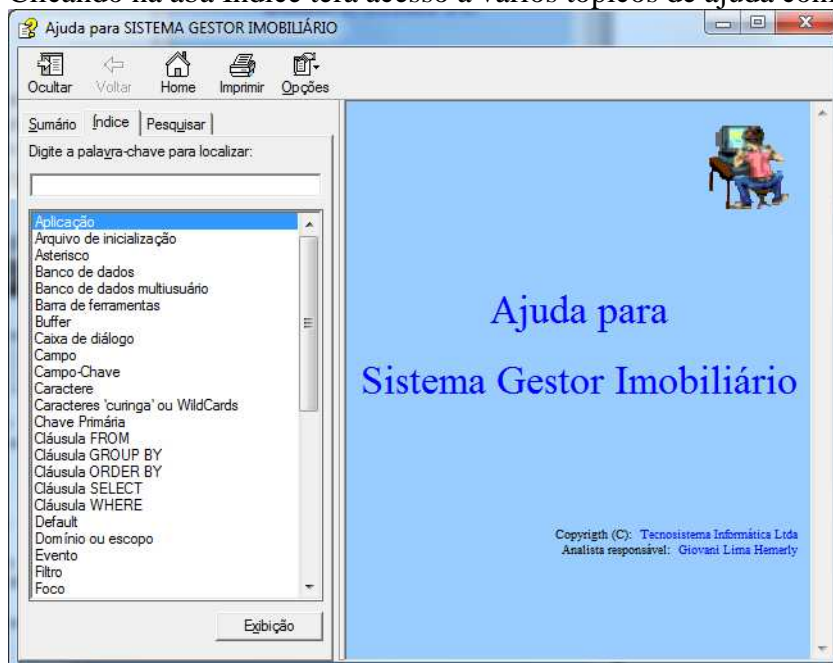 Clicando na aba Índice terá acesso a vários tópicos de ajuda com
Ajuda para SISTEMA GESTOR IMOBILIÁRIO
Ocultar Voltar Home Imprimir Opções
Sumário Índice Pesquisar
Digite a palavra-chave para localizar:
Aplicação
Arquivo de inicialização
Asterisco
Banco de dados
Banco de dados multiusuário
Barra de ferramentas
Buffer
Caixa de diálogo
Campo
Campo-Chave
Caractere
Caracteres 'curinga' ou WildCards
Chave Primária
Cláusula FROM
Cláusula GROUP BY
Cláusula ORDER BY
Cláusula SELECT
Cláusula WHERE
Default
Domínio ou escopo
Evento
Filtro
Foco
Exibição
Ajuda para
Sistema Gestor Imobiliário
Copyrigth (C): Tecnosistema Informática Ltda
Analista responsável: Giovani Lima Hemerly